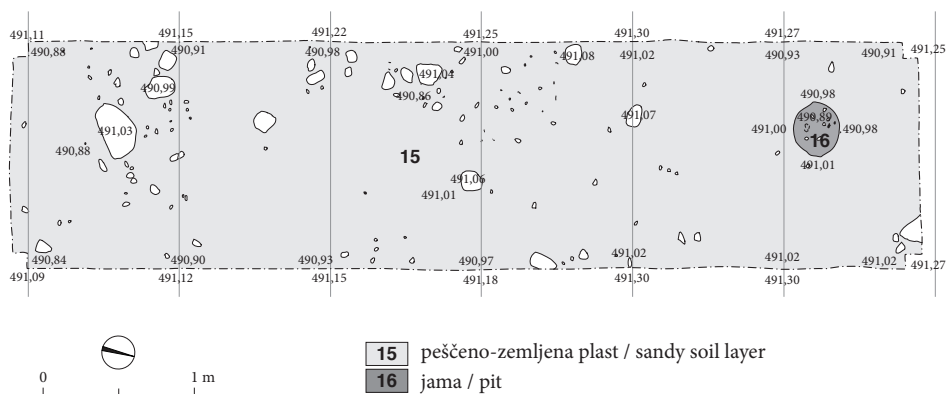 491,11 491,15 491,22 491,25 491,30 491,27 491,25
490,88 490,91 490,98 491,00 491,08 491,02 490,93 490,91
490,99 491,04
490,86 490,98
491,03 491,07 490,89
491,00 490,98
490,88 15 16
491,06 491,01
491,01
490,84 490,90 490,93 490,97 491,02 491,02 491,02
491,09 491,12 491,15 491,18 491,30 491,30 491,27
15 peščeno-zemljena plast / sandy soil layer
16 jama / pit
0 1 m